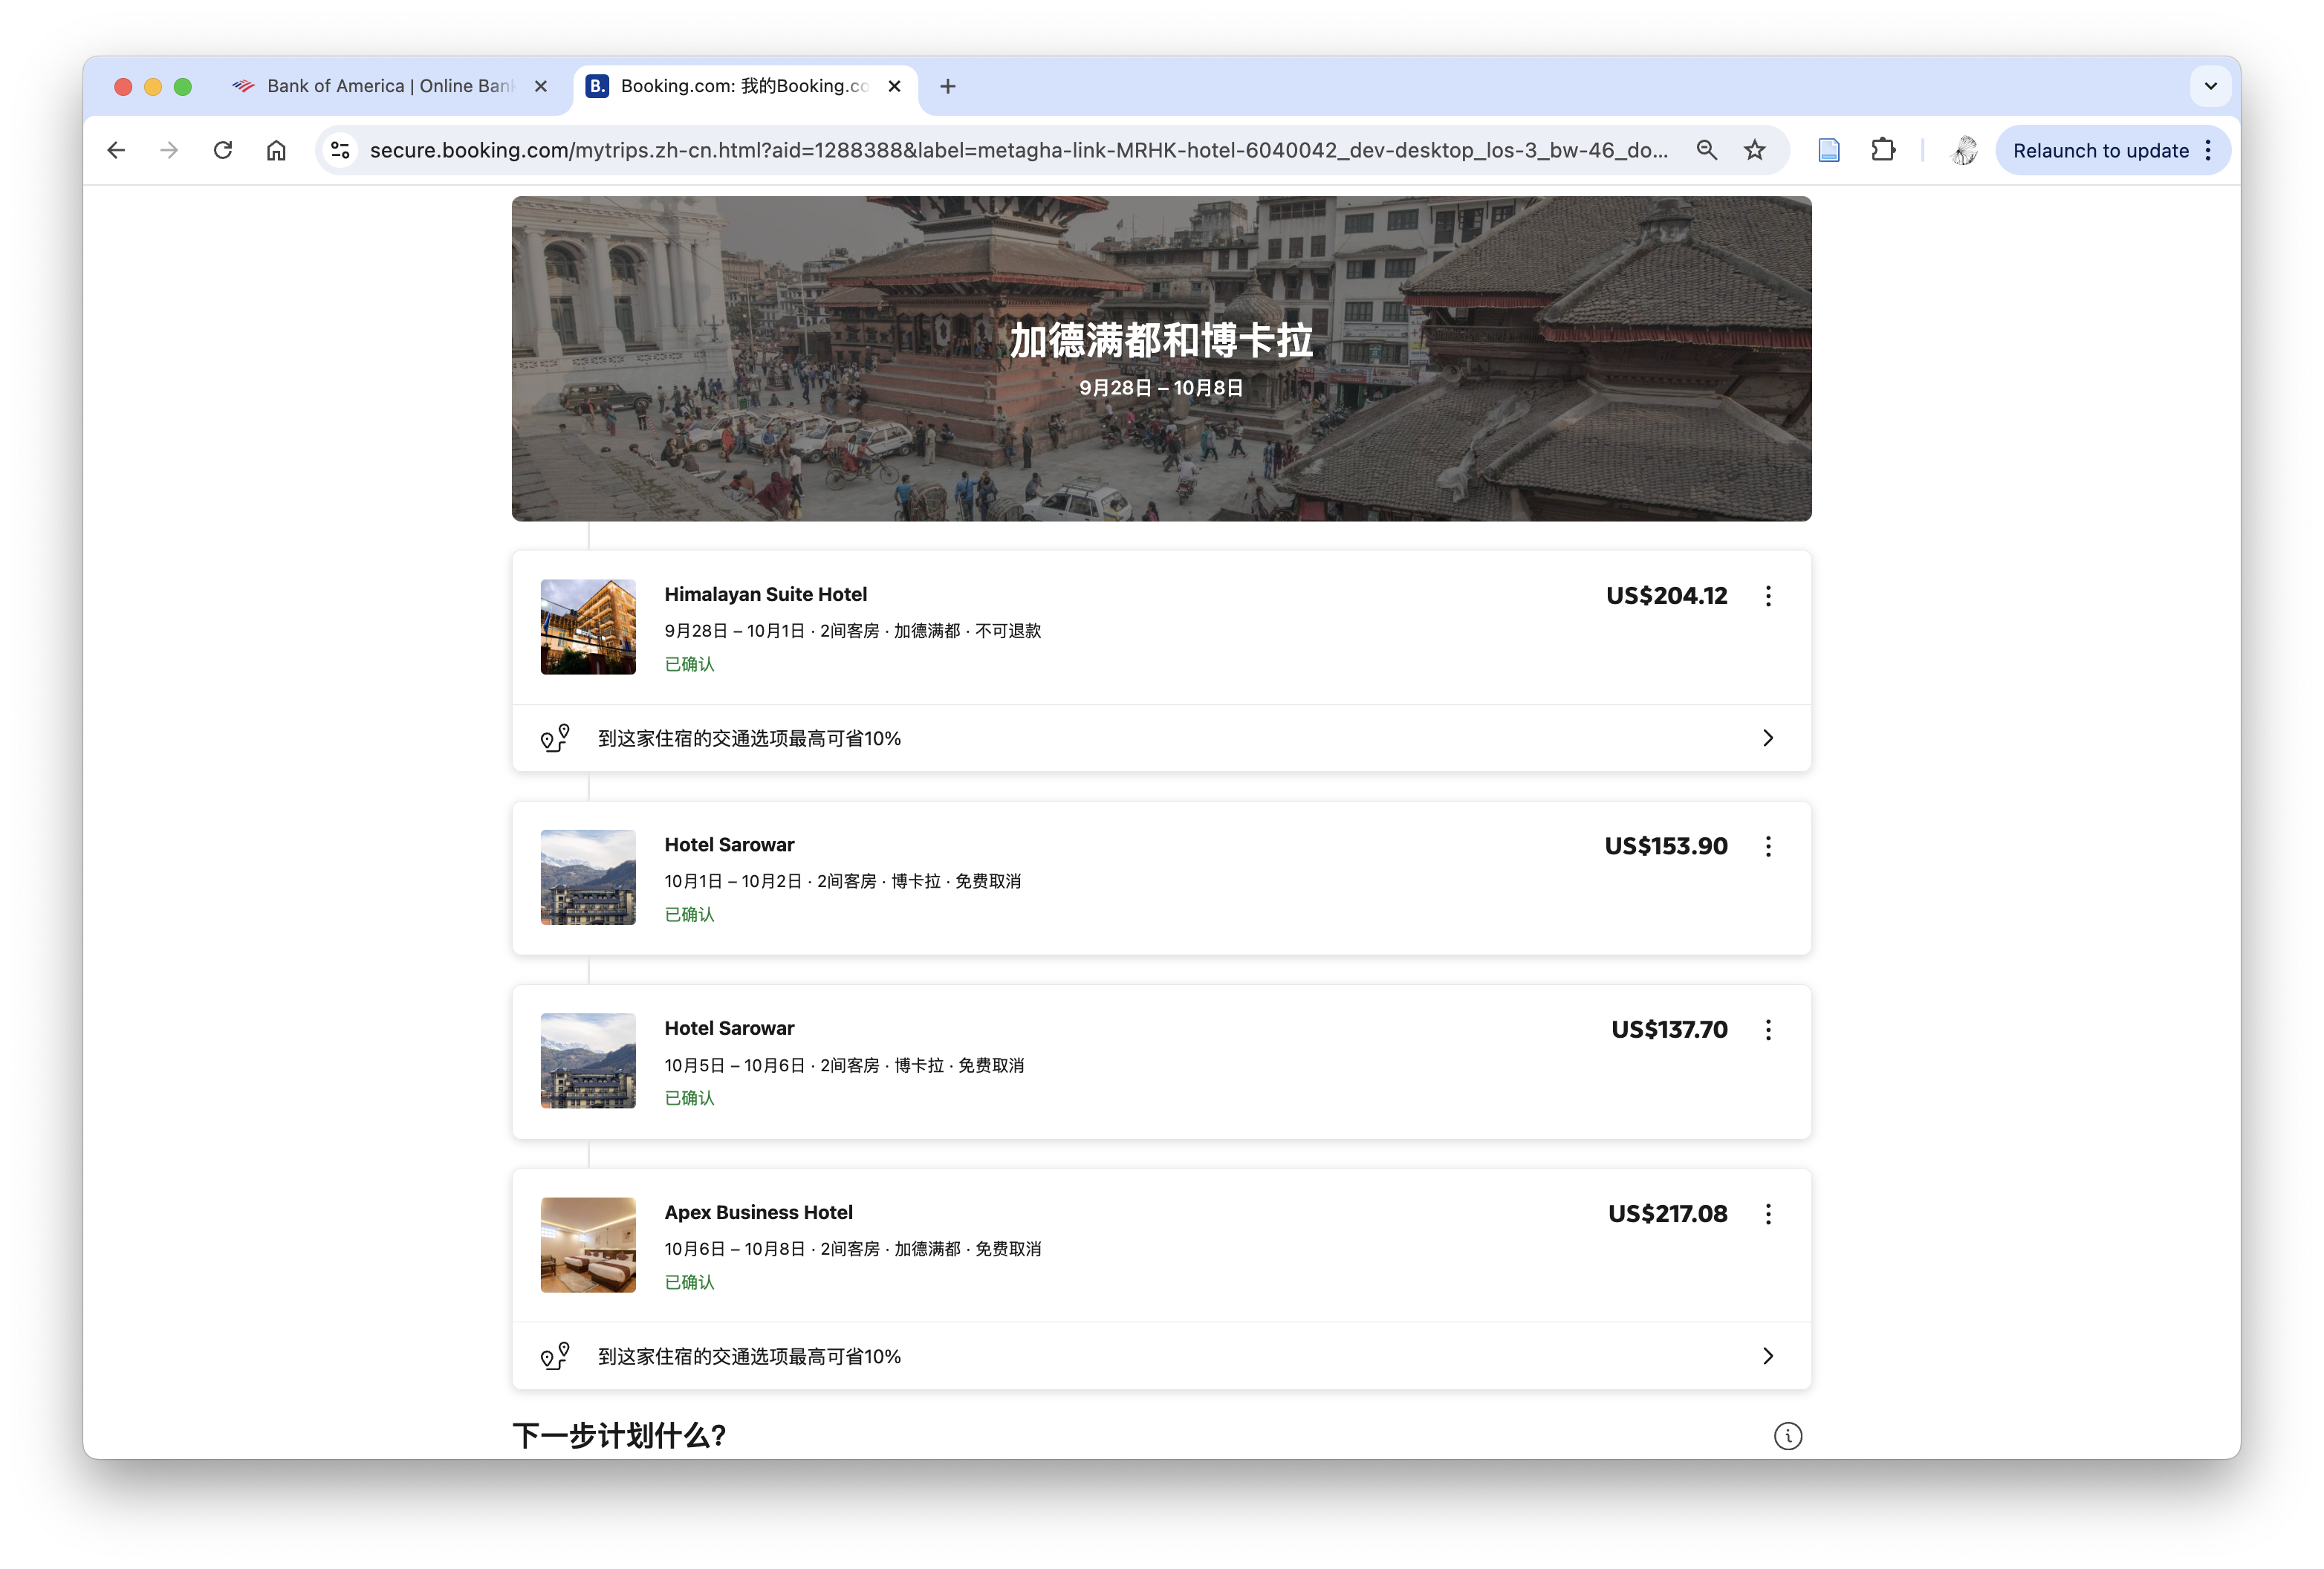 Bank of America | Online Ban
B. Booking.com: 我的Booking.co
secure.booking.com/mytrips.zh-cn.html?aid=1288388&label=metagha-link-MRHK-hotel-6040042_dev-desktop_los-3_bw-46_do...
Relaunch to update
加德满都和博卡拉
9月28日 – 10月8日
Himalayan Suite Hotel
US$204.12
9月28日 – 10月1日 · 2间客房 · 加德满都 · 不可退款
已确认
到这家住宿的交通选项最高可省10%
Hotel Sarowar
US$153.90
10月1日 – 10月2日 · 2间客房 · 博卡拉 · 免费取消
已确认
Hotel Sarowar
US$137.70
10月5日 – 10月6日 · 2间客房 · 博卡拉 · 免费取消
已确认
Apex Business Hotel
US$217.08
10月6日 – 10月8日 · 2间客房 · 加德满都 · 免费取消
已确认
到这家住宿的交通选项最高可省10%
下一步计划什么?